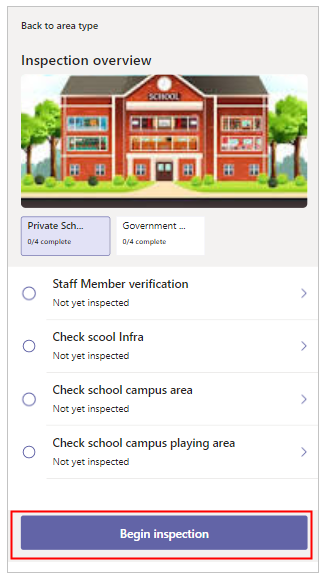 Back to area type
Inspection overview
SCHOOL
Private Sch...
0/4 complete
Government ...
0/4 complete
Staff Member verification
Not yet inspected
Check scool Infra
Not yet inspected
Check school campus area
Not yet inspected
Check school campus playing area
Not yet inspected
Begin inspection